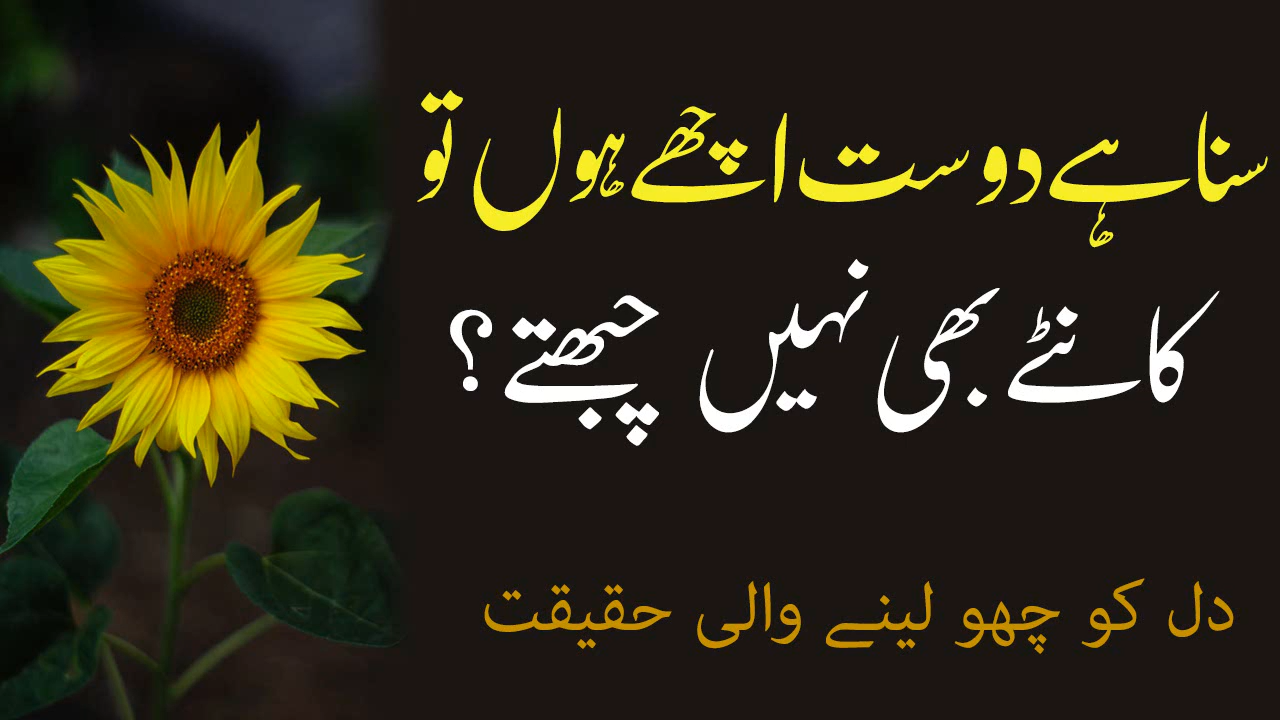 سنا ہے دوست اچھے ہوں تو
کانٹے بھی نہیں چبھتے؟
دل کو چھو لینے والی حقیقت